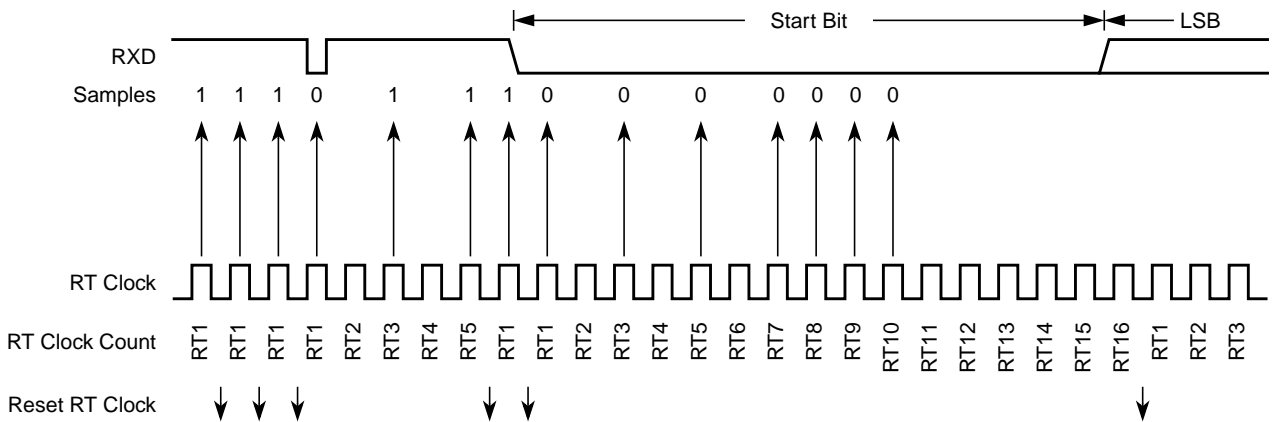 Start Bit LSB
RXD
Samples 1 1 1 0 1 1 1 0 0 0 0 0 0 0
RT Clock
RT Clock Count RT1 RT1 RT1 RT1 RT2 RT3 RT4 RT5 RT1 RT1 RT2 RT3 RT4 RT5 RT6 RT7 RT8 RT9 RT10 RT11 RT12 RT13 RT14 RT15 RT16 RT1 RT2 RT3
Reset RT Clock